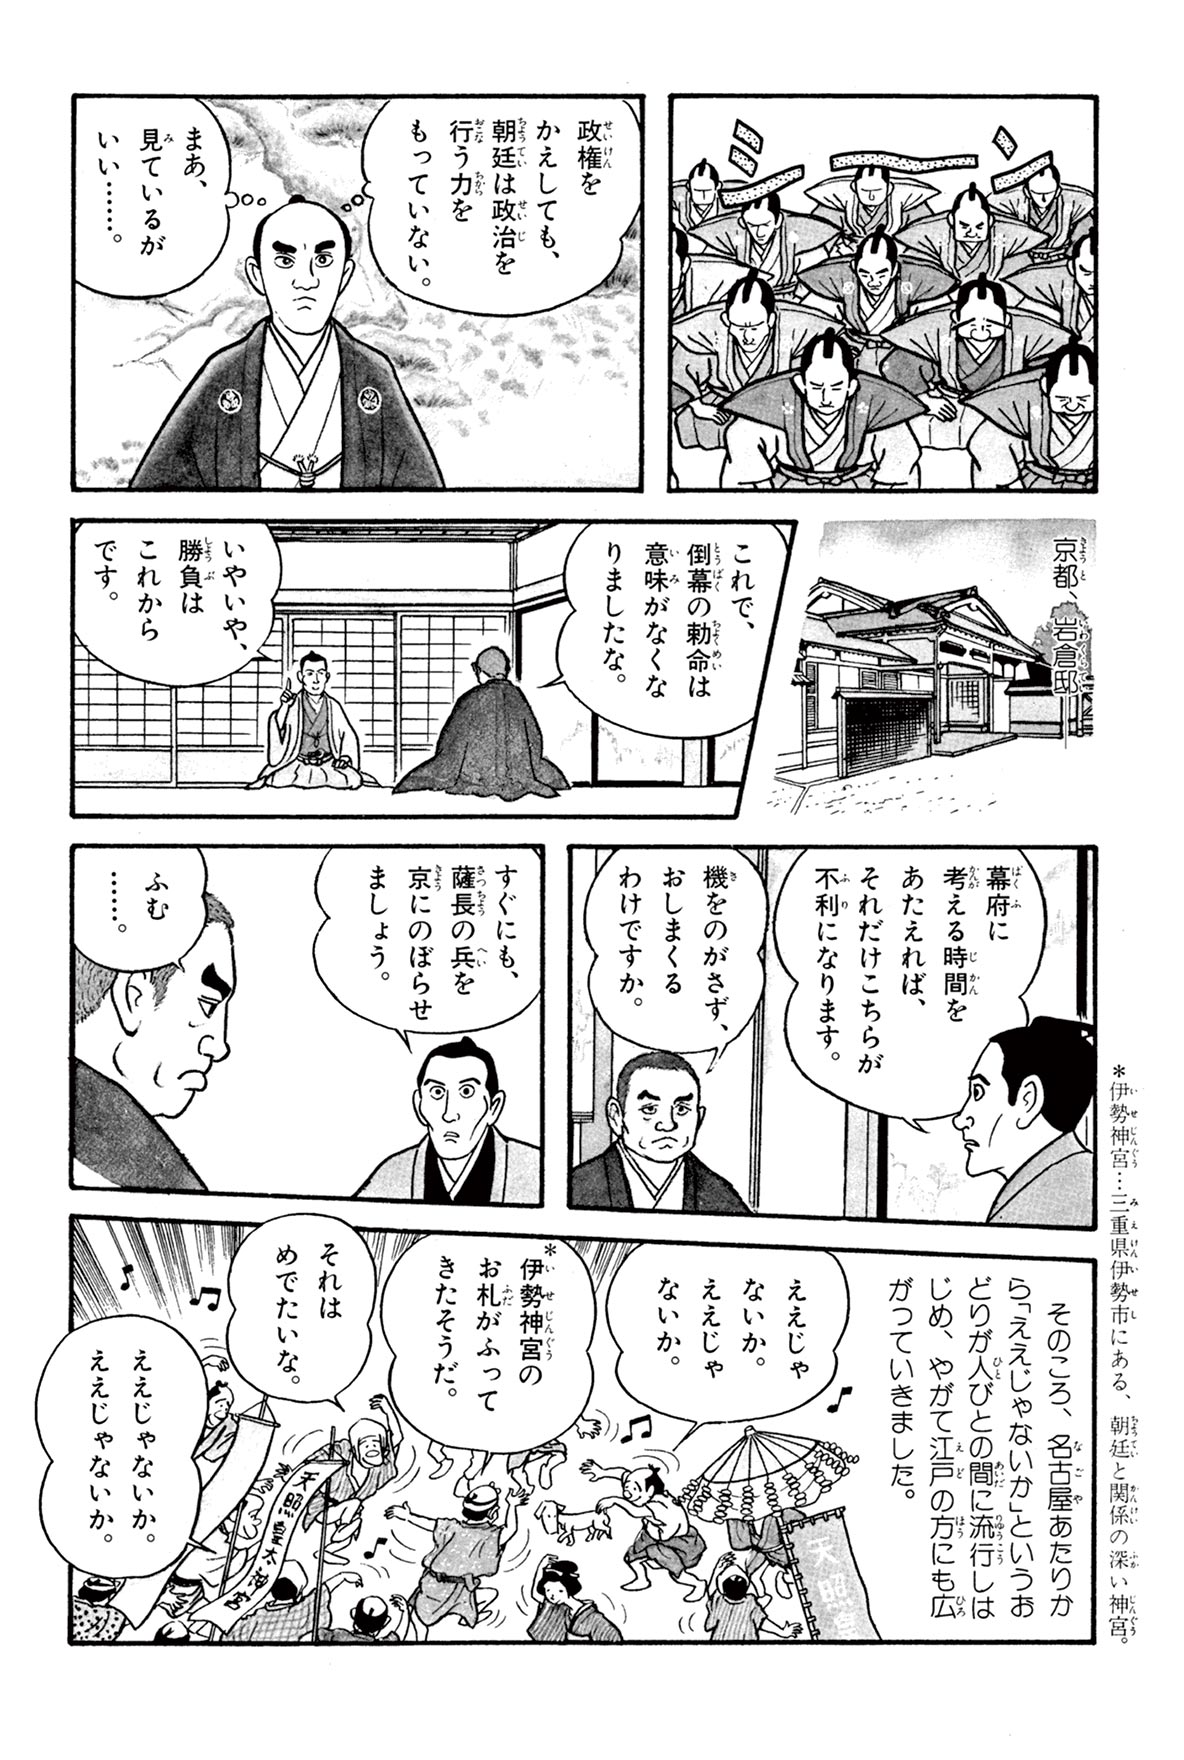 政権を
かえしても、
朝廷は政治を
行う力を
もっていない。
まあ、
見ているが
いい……。
京都、岩倉邸
これで、
倒幕の勅命は
意味がなくな
りましたな。
いやいや、
勝負は
これから
です。
幕府に
考える時間を
あたえれば、
それだけこちらが
不利になります。
機をのがさず、
おしまくる
わけですか。
すぐにも、
薩長の兵を
京にのぼらせ
ましょう。
ふむ
……。
そのころ、名古屋あたりか
ら「ええじゃないか」というお
どりが人びとの間に流行しは
じめ、やがて江戸の方にも広
がっていきました。
ええじゃ
ないか。
ええじゃ
ないか。
*伊勢神宮の
お札がふって
きたそうだ。
それは
めでたいな。
ええじゃないか。
ええじゃないか。
天照皇太神宮
天照皇
*伊勢神宮…三重県伊勢市にある、朝廷と関係の深い神宮。